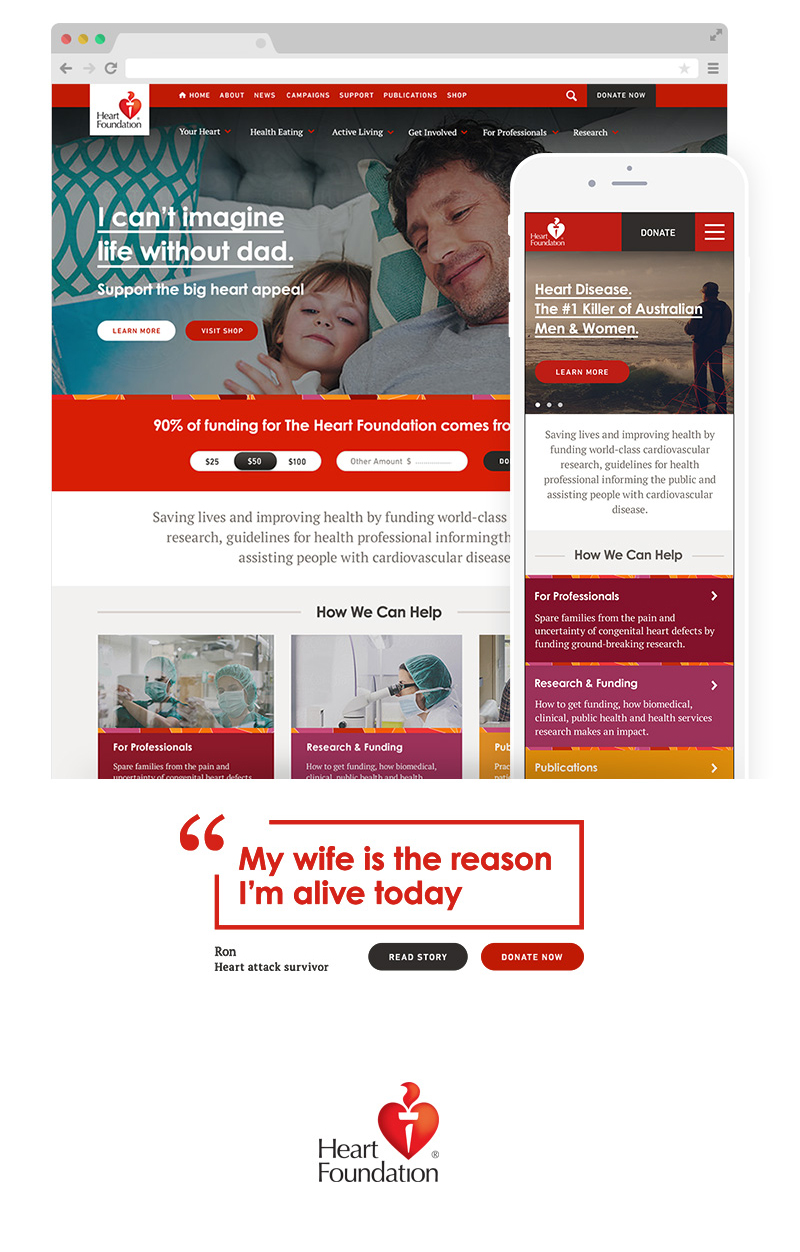 HOME ABOUT NEWS CAMPAIGNS SUPPORT PUBLICATIONS SHOP DONATE NOW
Heart
Foundation
Your Heart Health Eating Active Living Get Involved For Professionals Research
I can't imagine
life without dad.
Support the big heart appeal
LEARN MORE VISIT SHOP
90% of funding for The Heart Foundation comes fro
$25 $50 $100 Other Amount $ ................ DO
Saving lives and improving health by funding world-class
research, guidelines for health professional informingth
assisting people with cardiovascular disease
How We Can Help
For Professionals
Spare families from the pain and
uncertainty of congenital heart defects
Research & Funding
How to get funding, how biomedical,
clinical, public health and health
Pub
Prac
patie
Heart
Foundation
DONATE
Heart Disease.
The #1 Killer of Australian
Men & Women.
LEARN MORE
Saving lives and improving health by
funding world-class cardiovascular
research, guidelines for health
professional informing the public and
assisting people with cardiovascular
disease.
How We Can Help
For Professionals
Spare families from the pain and
uncertainty of congenital heart defects by
funding ground-breaking research.
Research & Funding
How to get funding, how biomedical,
clinical, public health and health services
research makes an impact.
Publications
“
My wife is the reason
I'm alive today
Ron
Heart attack survivor
READ STORY DONATE NOW
Heart ®
Foundation